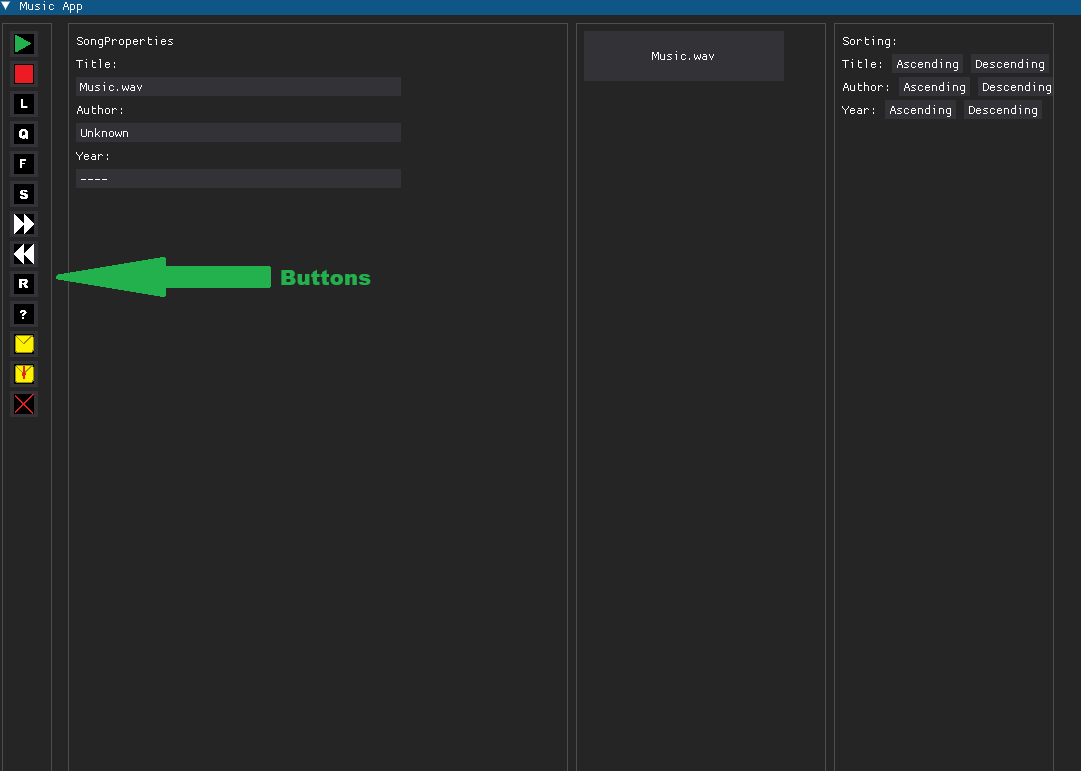 Music App
L
Q
F
S
R
?
SongProperties
Title:
Music.wav
Author:
Unknown
Year:
----
Buttons
Music.wav
Sorting:
Title: Ascending Descending
Author: Ascending Descending
Year: Ascending Descending